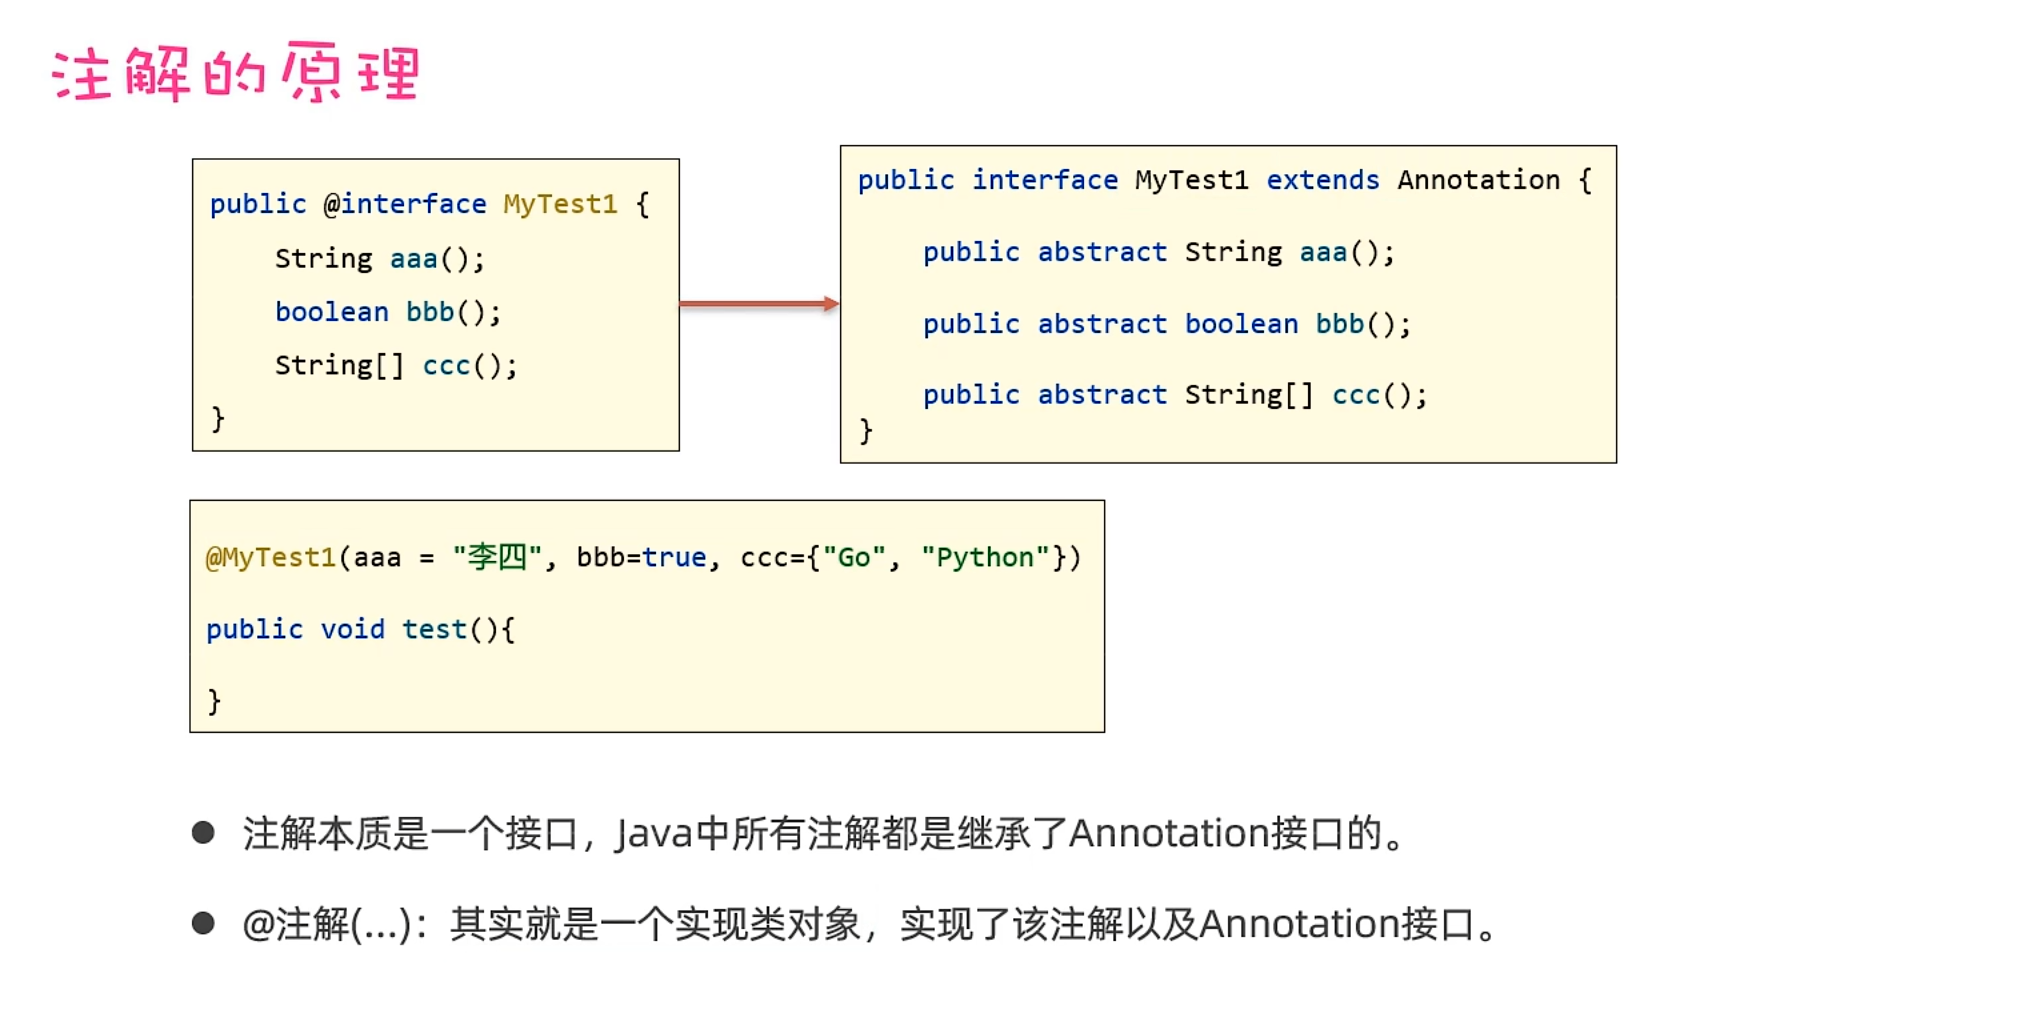 注解的原理
public @interface MyTest1 {
String aaa();
boolean bbb();
String[] ccc();
}
public interface MyTest1 extends Annotation {
public abstract String aaa();
public abstract boolean bbb();
public abstract String[] ccc();
}
@MyTest1(aaa = "李四", bbb=true, ccc={"Go", "Python"})
public void test(){
}
● 注解本质是一个接口，Java中所有注解都是继承了Annotation接口的。
● @注解(...)：其实就是一个实现类对象，实现了该注解以及Annotation接口。